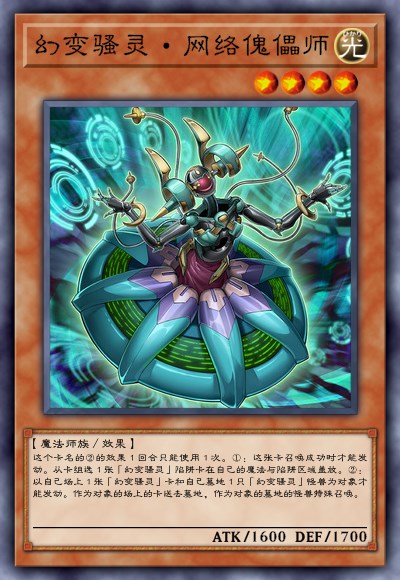 幻变骚灵·网络傀儡师
光
【魔法师族/效果】
这个卡名的②的效果1回合只能使用1次。①:这张卡召唤成功时才能发
动。从卡组选1张「幻变骚灵」陷阱卡在自己的魔法与陷阱区域盖放。②:
以自己场上1张「幻变骚灵」卡和自己墓地1只「幻变骚灵」怪兽为对象才
能发动。作为对象的场上的卡送去墓地,作为对象的墓地的怪兽特殊召唤。
ATK/1600 DEF/1700